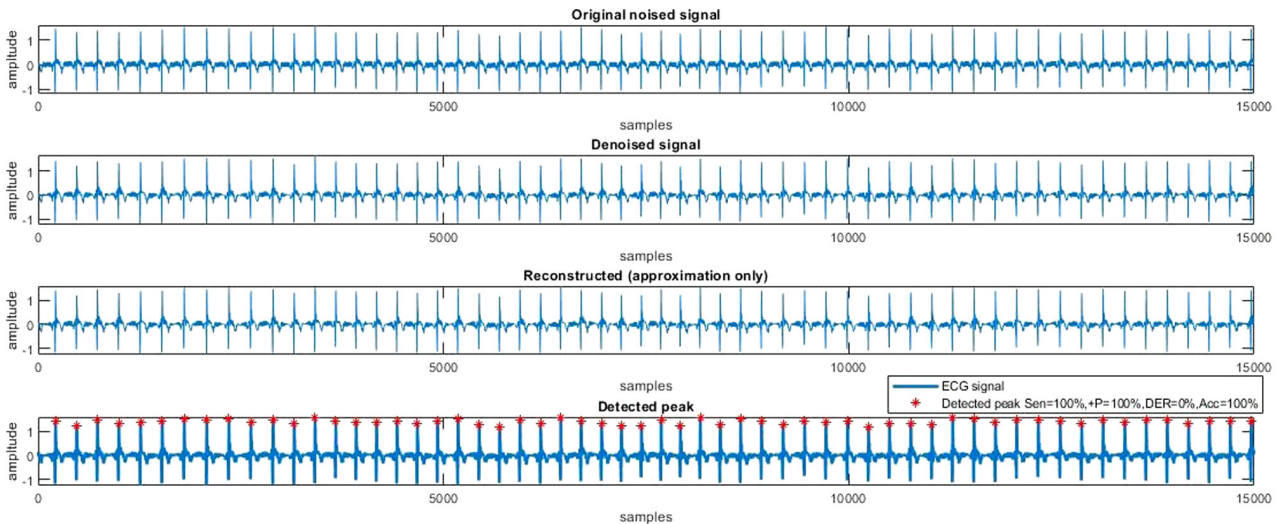 Original noised signal
amplitude
1
0
-1
0
5000
10000
15000
samples
Denoised signal
amplitude
1
0
-1
0
5000
10000
15000
samples
Reconstructed (approximation only)
amplitude
1
0
-1
0
5000
10000
15000
samples
ECG signal
Detected peak Sen=100%,+P=100%,DER=0%,Acc=100%
Detected peak
amplitude
1
0
-1
0
5000
10000
15000
samples